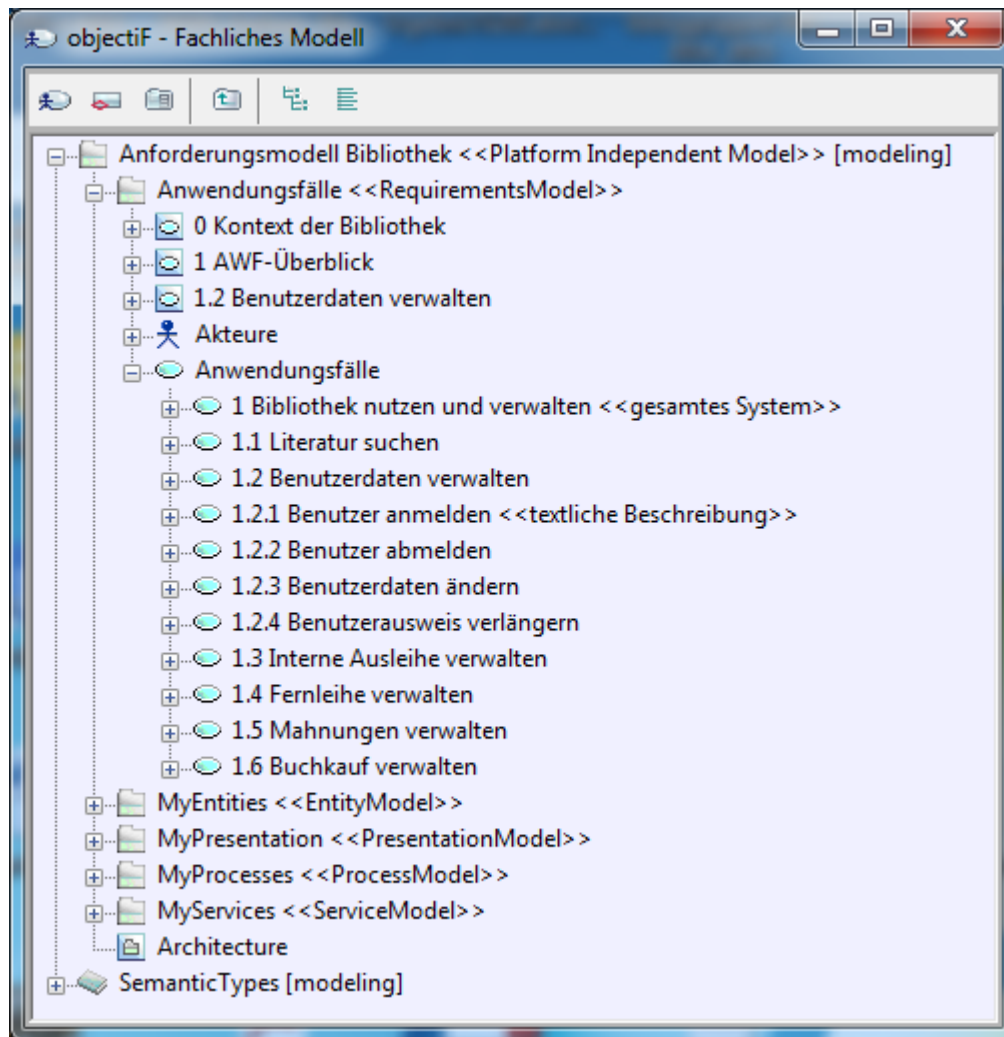 objectiF - Fachliches Modell
Anforderungsmodell Bibliothek <<Platform Independent Model>> [modeling]
Anwendungsfälle <<RequirementsModel>>
0 Kontext der Bibliothek
1 AWF-Überblick
1.2 Benutzerdaten verwalten
Akteure
Anwendungsfälle
1 Bibliothek nutzen und verwalten <<gesamtes System>>
1.1 Literatur suchen
1.2 Benutzerdaten verwalten
1.2.1 Benutzer anmelden <<textliche Beschreibung>>
1.2.2 Benutzer abmelden
1.2.3 Benutzerdaten ändern
1.2.4 Benutzerausweis verlängern
1.3 Interne Ausleihe verwalten
1.4 Fernleihe verwalten
1.5 Mahnungen verwalten
1.6 Buchkauf verwalten
MyEntities <<EntityModel>>
MyPresentation <<PresentationModel>>
MyProcesses <<ProcessModel>>
MyServices <<ServiceModel>>
Architecture
SemanticTypes [modeling]